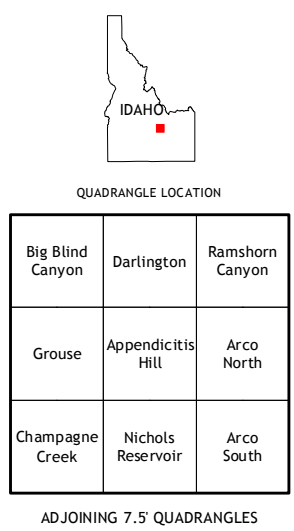 IDAHO
QUADRANGLE LOCATION
Big Blind
Canyon
Darlington
Ramshorn
Canyon
Grouse
Appendicitis
Hill
Arco
North
Champagne
Creek
Nichols
Reservoir
Arco
South
ADJOINING 7.5' QUADRANGLES